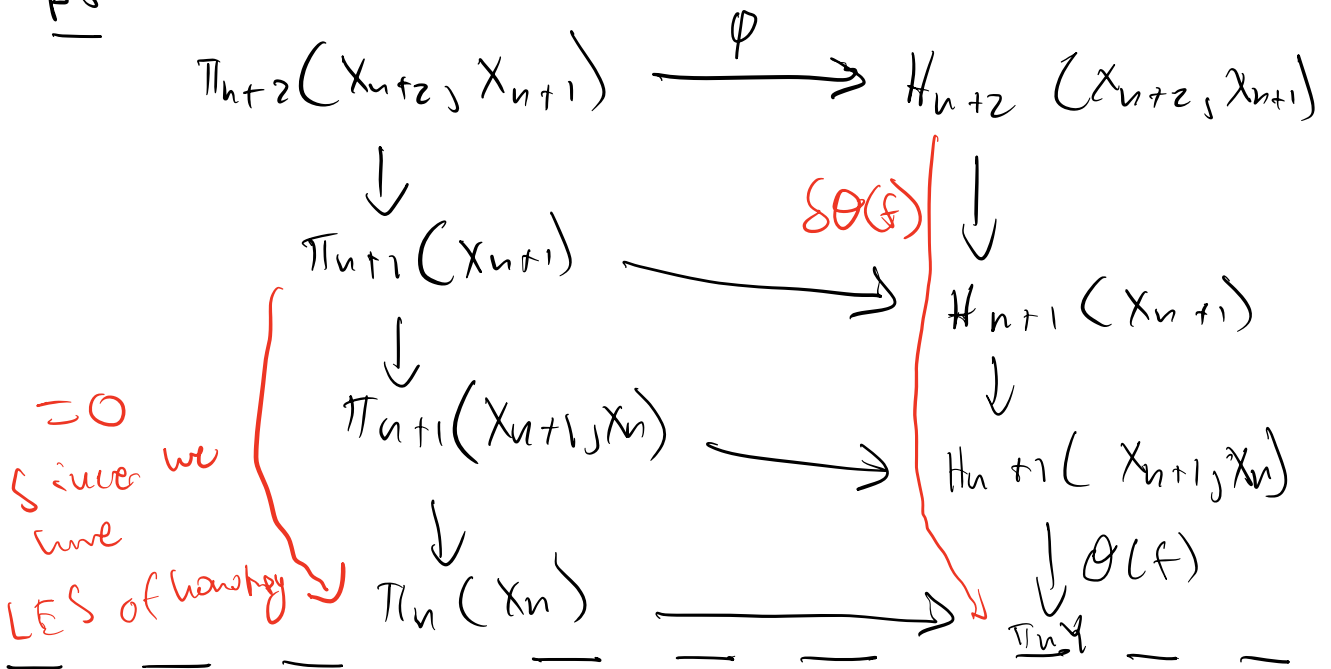 Pf
φ
π_{n+2}(X_{n+2}, X_{n+1}) → H_{n+2} (X_{n+2}, X_{n+1})
↓ δθ(f) ↓
π_{n+1}(X_{n+1}) → H_{n+1}(X_{n+1})
↓ ↓
=0 π_{n+1}(X_{n+1}, X_n) → H_{n+1}(X_{n+1}, X_n)
since we
have ↓ ↓ θ(f)
LES of π_n(X_n) → π_n Y